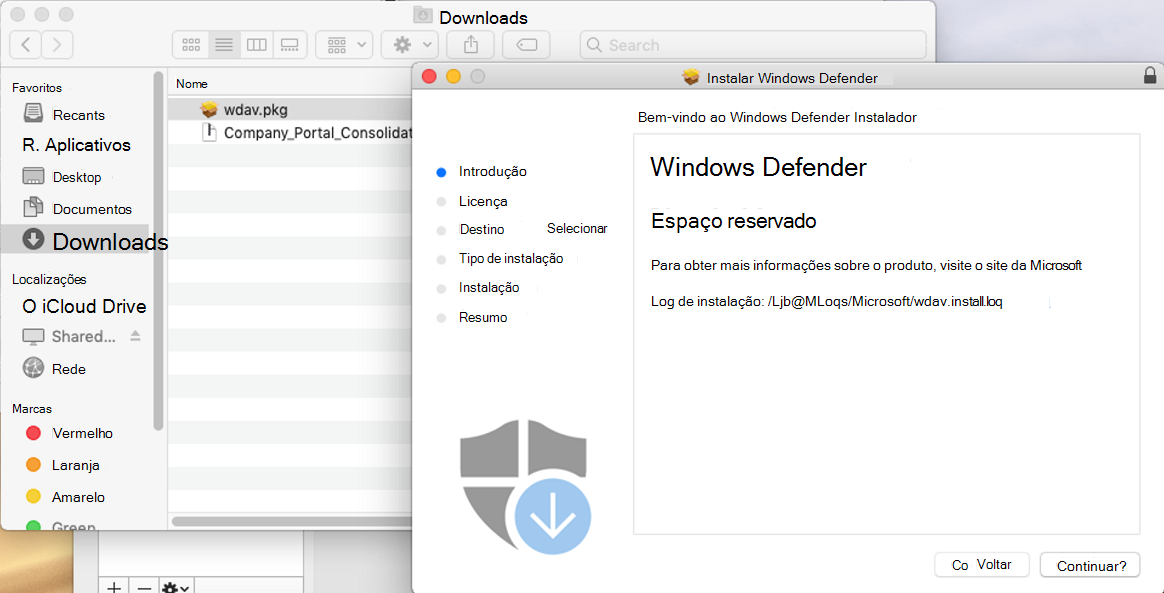 Downloads
Search
Favoritos
Recants
R. Aplicativos
Desktop
Documentos
Downloads
Localizações
O iCloud Drive
Shared...
Rede
Marcas
Vermelho
Laranja
Amarelo
Green
Nome
wdav.pkg
Company_Portal_Consolidat
Instalar Windows Defender
Bem-vindo ao Windows Defender Instalador
Introdução
Licença
Destino Selecionar
Tipo de instalação
Instalação
Resumo
Windows Defender
Espaço reservado
Para obter mais informações sobre o produto, visite o site da Microsoft
Log de instalação: /Ljb@MLoqs/Microsoft/wdav.install.loq
Co Voltar
Continuar?